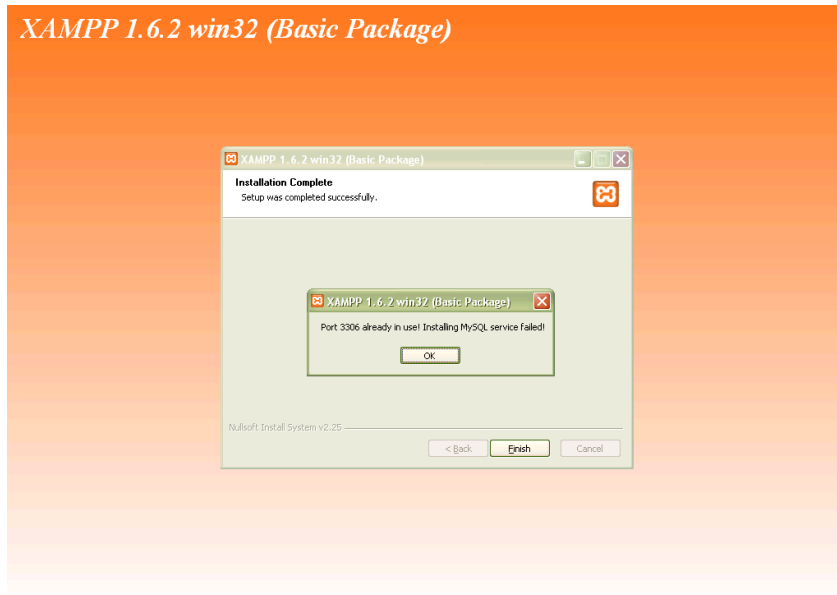 XAMPP 1.6.2 win32 (Basic Package)
XAMPP 1.6.2 win32 (Basic Package)
Installation Complete
Setup was completed successfully.
XAMPP 1.6.2 win32 (Basic Package)
Port 3306 already in use! Installing MySQL service failed!
OK
Nullsoft Install System v2.25
< Back Finish Cancel